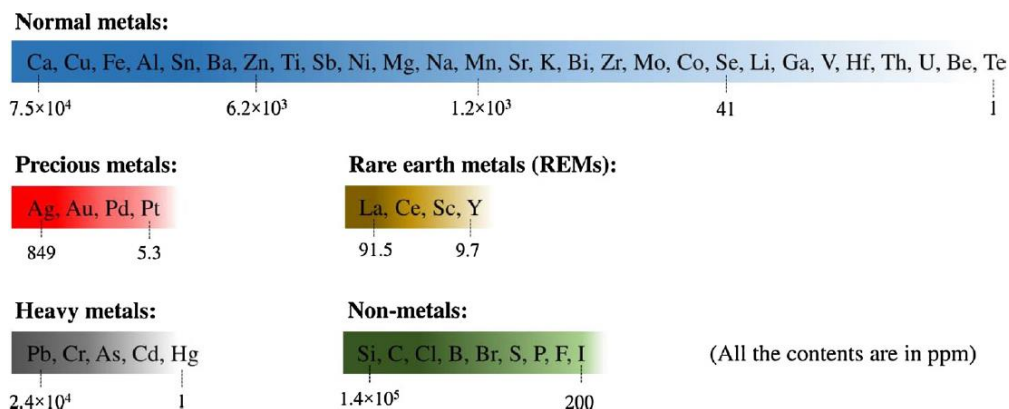 Normal metals:
Ca, Cu, Fe, Al, Sn, Ba, Zn, Ti, Sb, Ni, Mg, Na, Mn, Sr, K, Bi, Zr, Mo, Co, Se, Li, Ga, V, Hf, Th, U, Be, Te
7.5×10⁴ 6.2×10³ 1.2×10³ 41 1
Precious metals: Rare earth metals (REMs):
Ag, Au, Pd, Pt La, Ce, Sc, Y
849 5.3 91.5 9.7
Heavy metals: Non-metals:
Pb, Cr, As, Cd, Hg Si, C, Cl, B, Br, S, P, F, I (All the contents are in ppm)
2.4×10⁴ 1 1.4×10⁵ 200